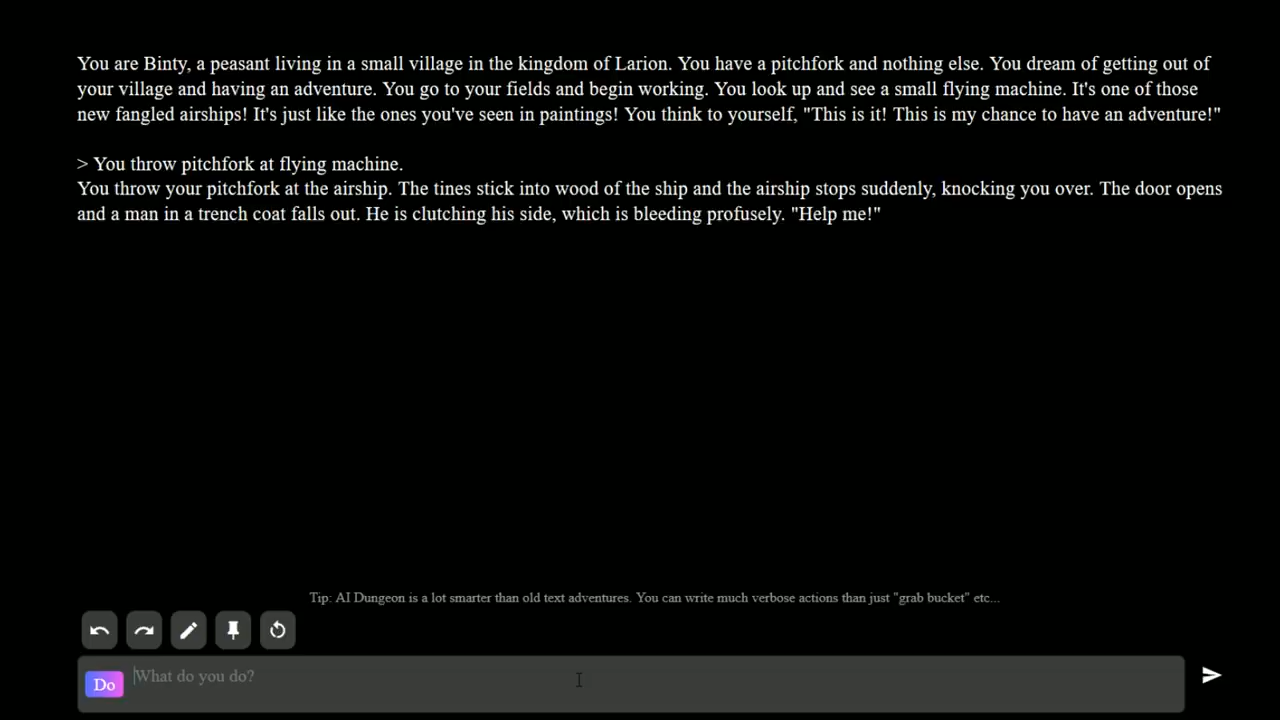 You are Binty, a peasant living in a small village in the kingdom of Larion. You have a pitchfork and nothing else. You dream of getting out of
your village and having an adventure. You go to your fields and begin working. You look up and see a small flying machine. It's one of those
new fangled airships! It's just like the ones you've seen in paintings! You think to yourself, "This is it! This is my chance to have an adventure!"
> You throw pitchfork at flying machine.
You throw your pitchfork at the airship. The tines stick into wood of the ship and the airship stops suddenly, knocking you over. The door opens
and a man in a trench coat falls out. He is clutching his side, which is bleeding profusely. "Help me!"
Tip: AI Dungeon is a lot smarter than old text adventures. You can write much verbose actions than just "grab bucket" etc...
Do
What do you do?